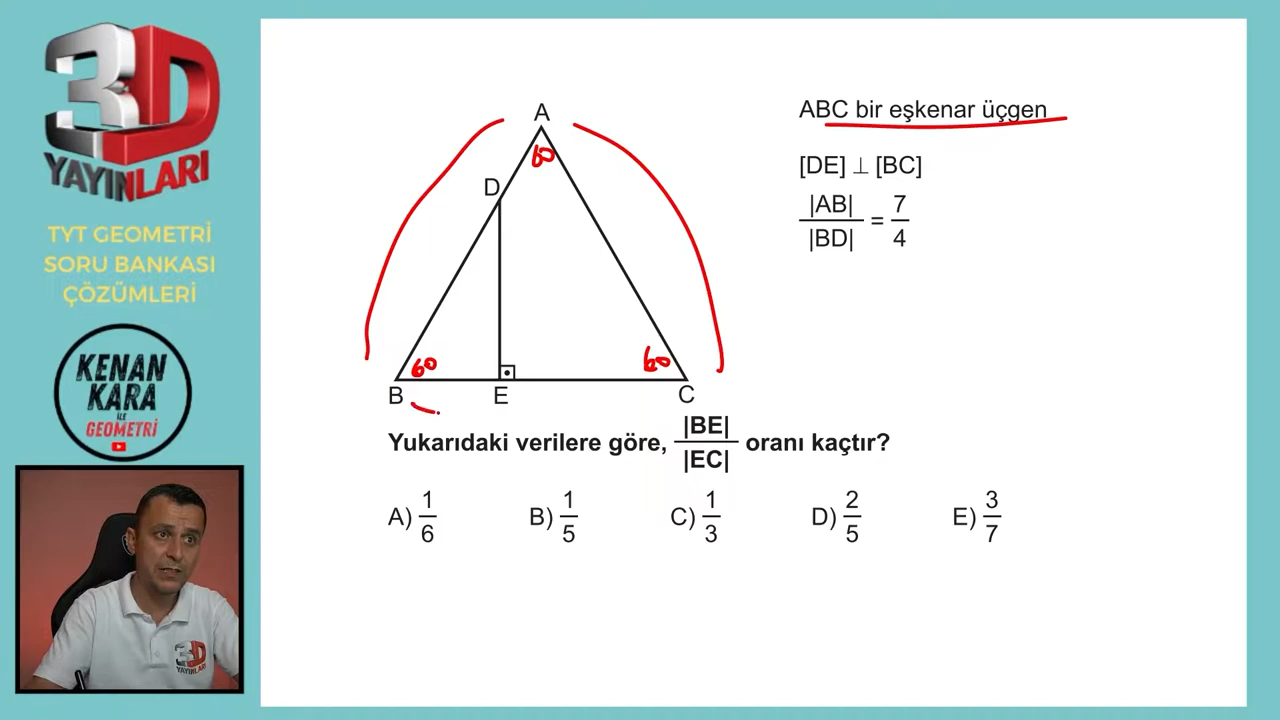 3D
YAYINLARI
TYT GEOMETRİ
SORU BANKASI
ÇÖZÜMLERİ
KENAN
KARA
İLE
GEOMETRİ
3D
YAYINLARI
A
60
D
60
60
B
E
C
ABC bir eşkenar üçgen
[DE] ⊥ [BC]
|AB| / |BD| = 7 / 4
Yukarıdaki verilere göre, |BE| / |EC| oranı kaçtır?
A) 1/6 B) 1/5 C) 1/3 D) 2/5 E) 3/7